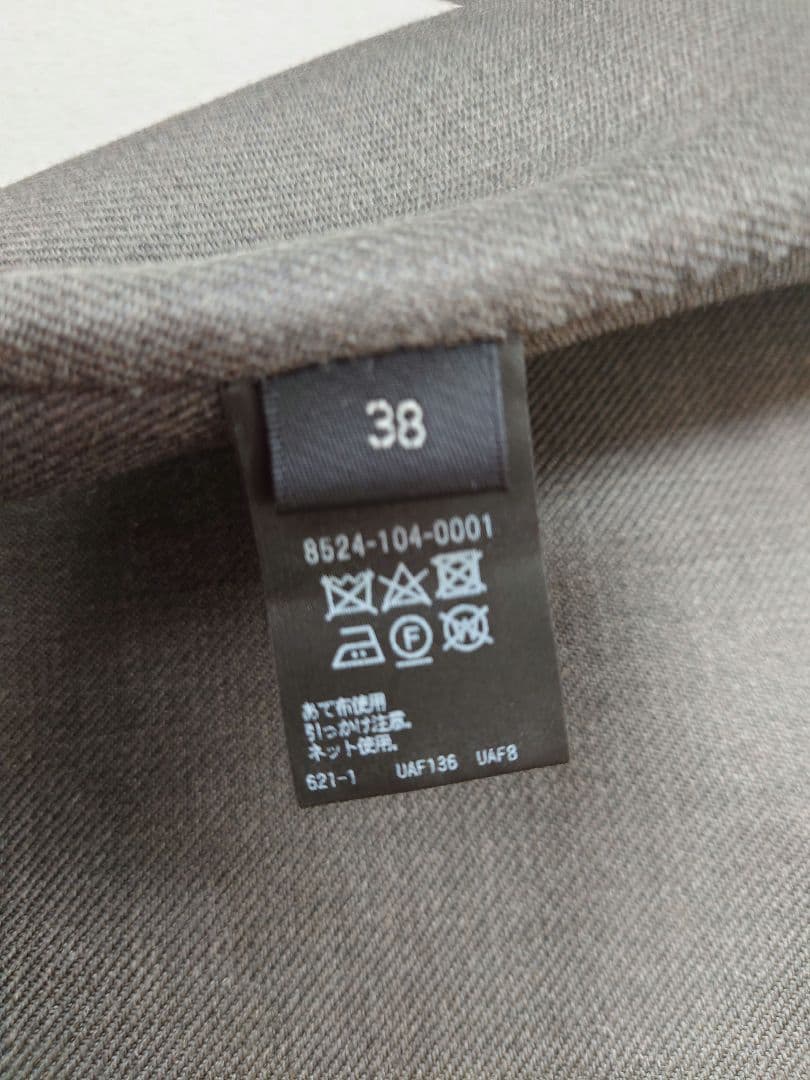 38
8524-104-0001
F W
あて布使用
引っかけ注意。
ネット使用。
621-1 UAF136 UAF8